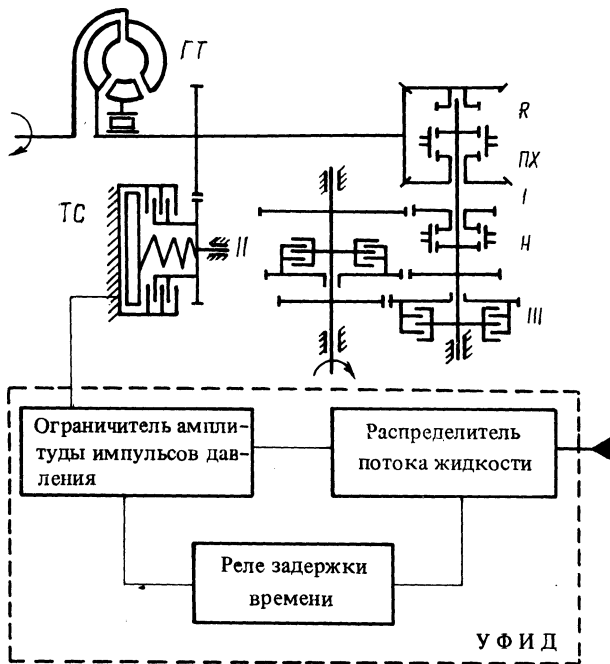 ГТ
R
ПХ
I
ТС
II
Н
III
Ограничитель ампли-
туды импульсов дав-
ления
Распределитель
потока жидкости
Реле задержки
времени
УФИД